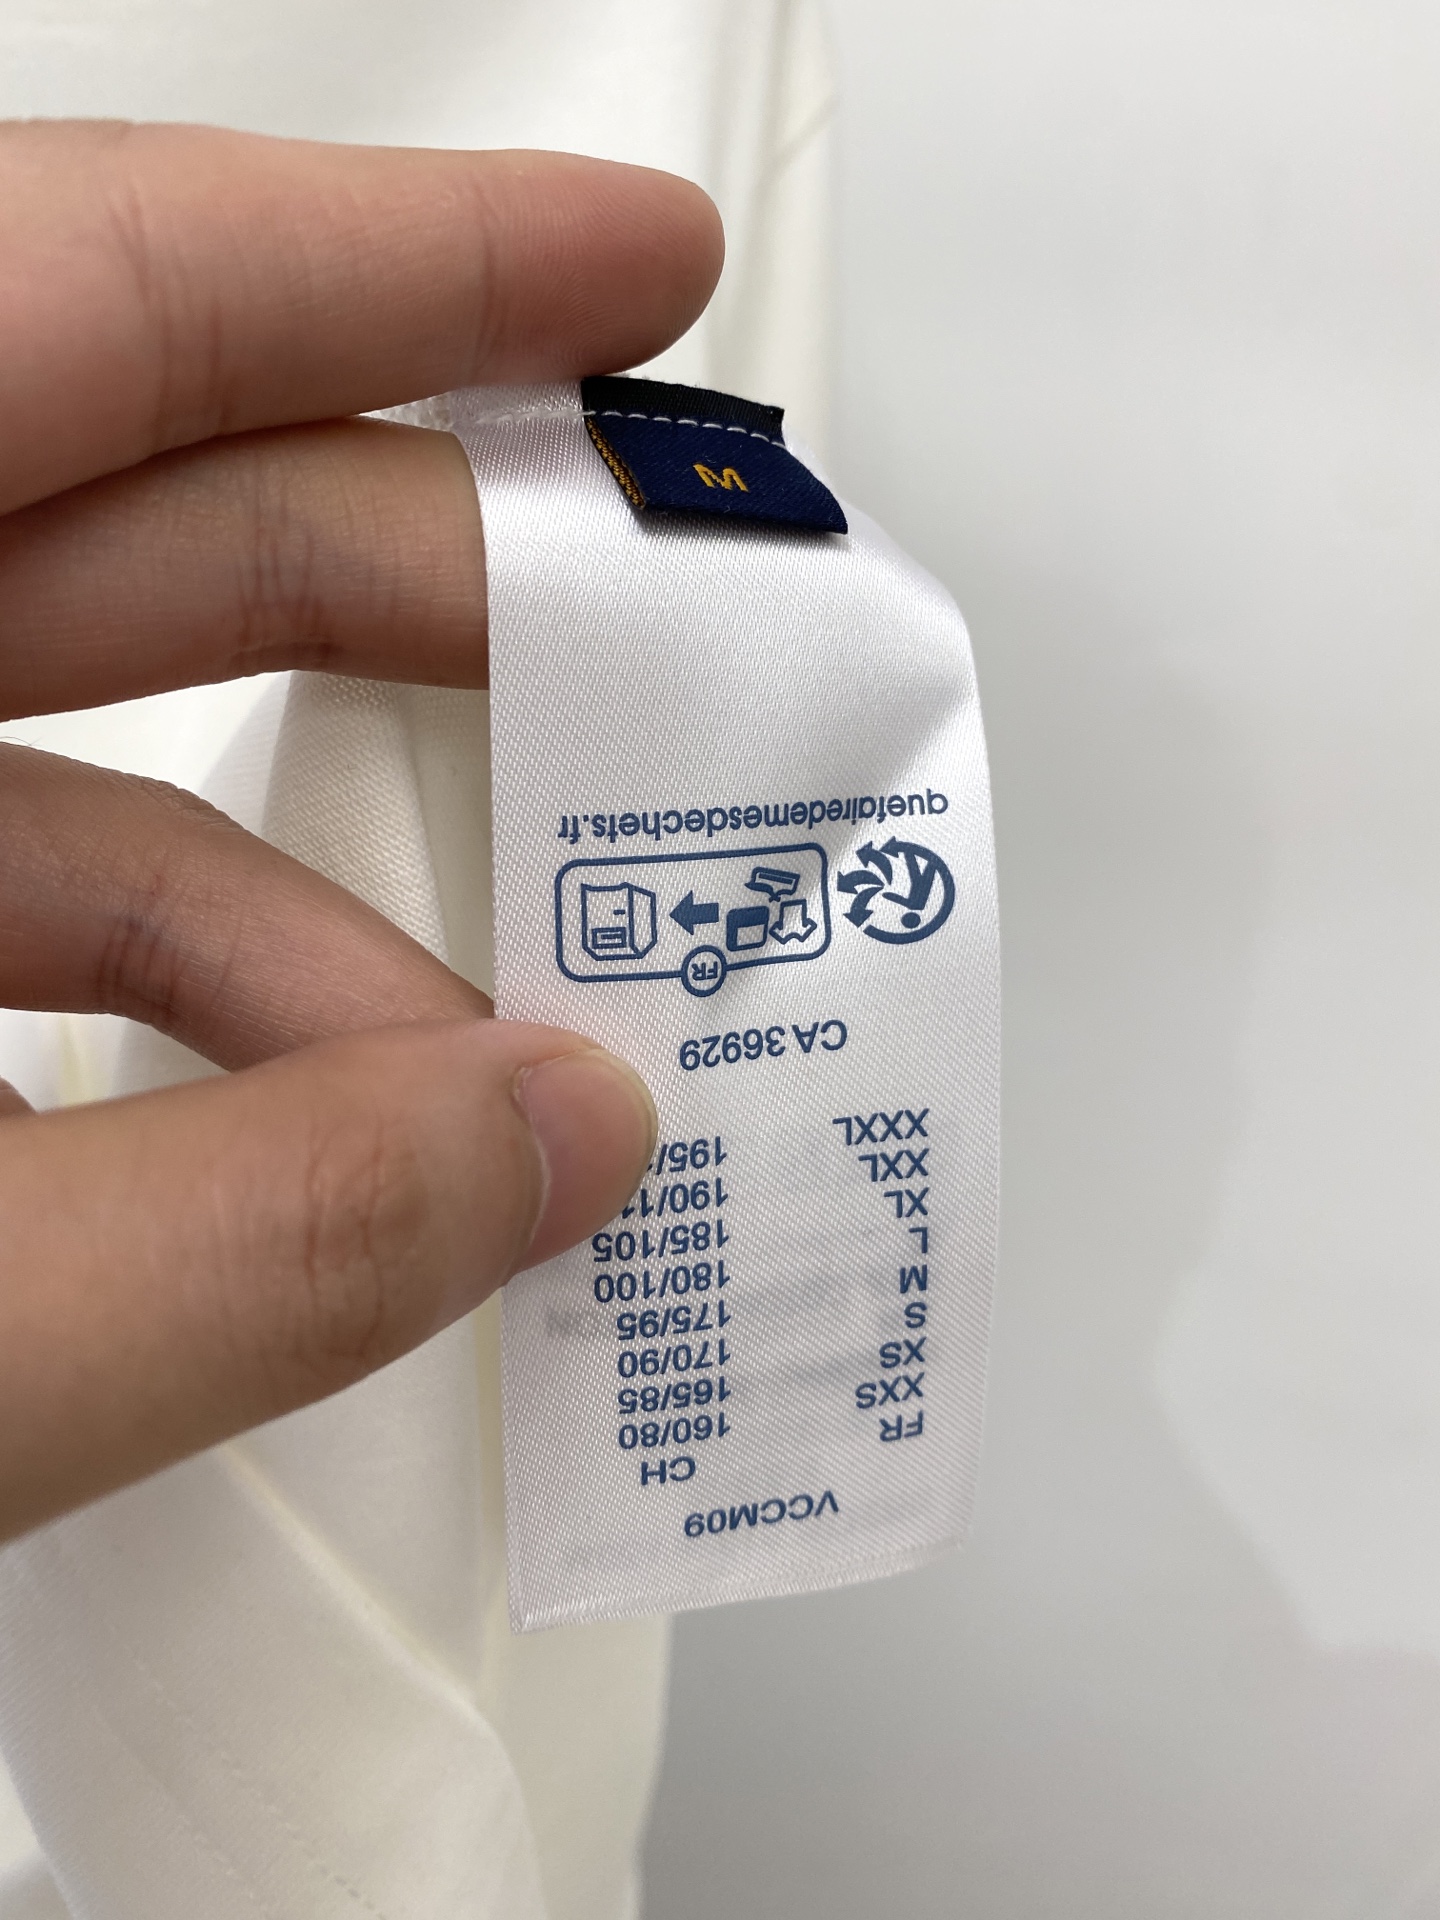 VCCM09
FR CH
XXS 160/80
XS 165/85
S 170/90
M 175/95
L 180/100
XL 185/105
XXL
XXXL
CA 36929
FR
quefairedemesdechets.fr
M